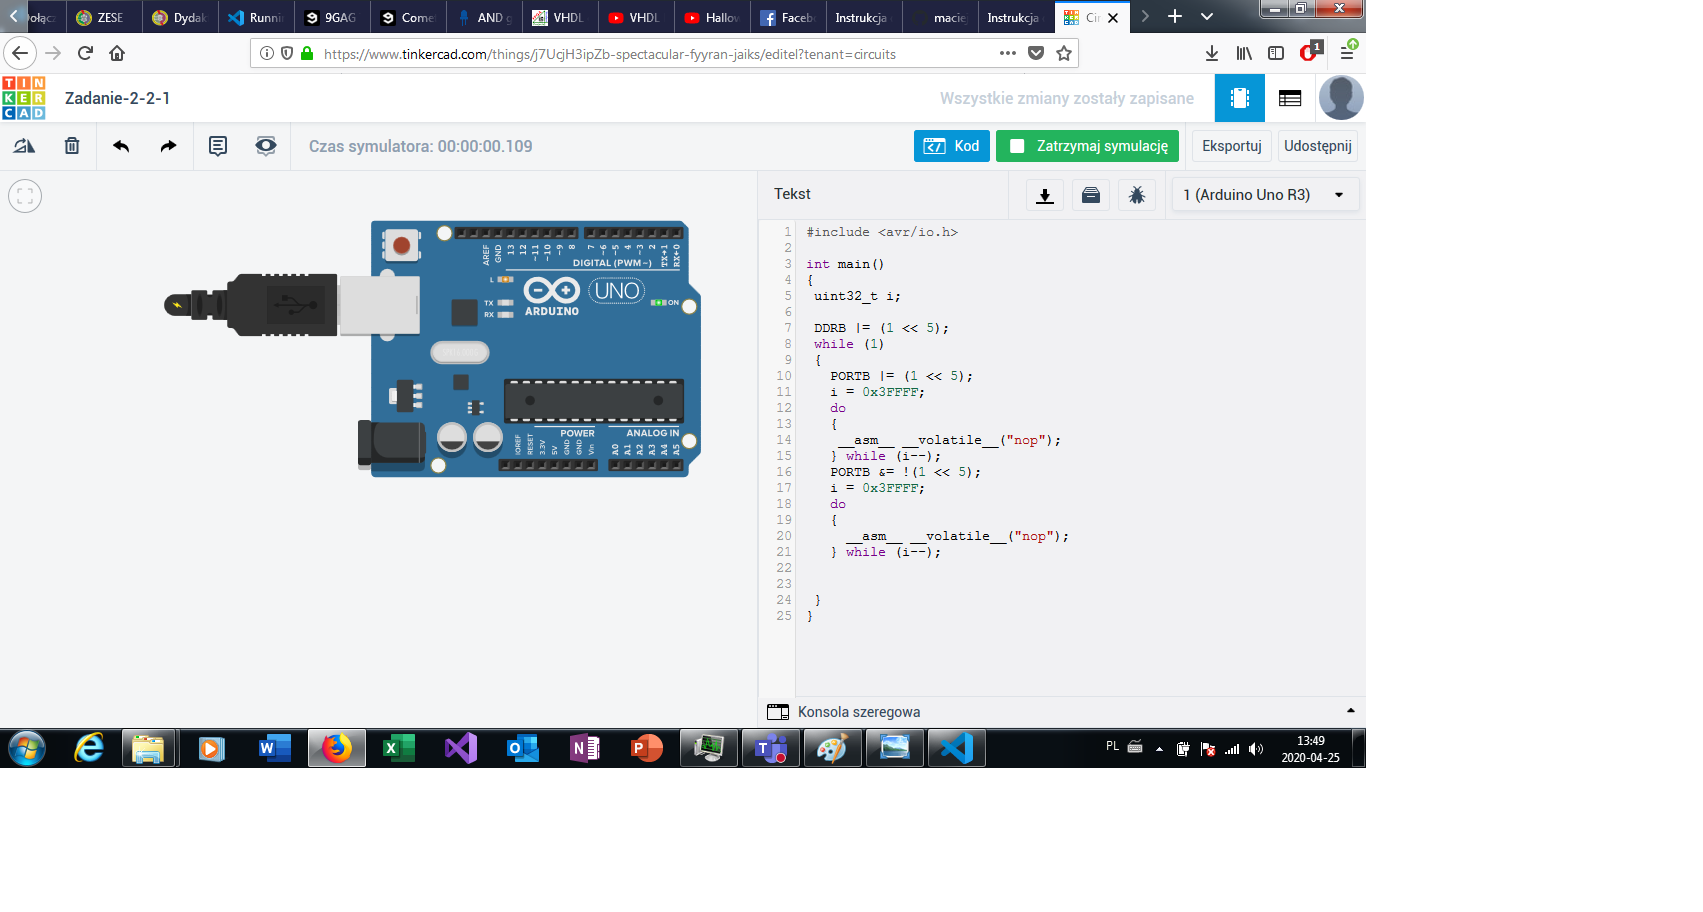 ołącz ZESE Dydak Runnin 9GAG Come AND g VHDL VHDL Hallow Faceb Instrukcja maciej Instrukcja Cir
https://www.tinkercad.com/things/j7UcjH3ipZb-spectacular-fyyran-jaiks/editel?tenant=circuits
1
TIN
KER
CAD
Zadanie-2-2-1
Wszystkie zmiany zostały zapisane
Czas symulatora: 00:00:00.109
Kod
Zatrzymaj symulację
Eksportuj
Udostępnij
Tekst
1 (Arduino Uno R3)
AREF GND 13 12 ~11 ~10 ~9 8 7 ~6 ~5 4 ~3 2 TX→1 RX←0
DIGITAL (PWM~)
L
TX
RX
UNO
ARDUINO
ON
POWER
ANALOG IN
IOREF RESET 3.3V 5V GND GND Vin A0 A1 A2 A3 A4 A5
1 #include <avr/io.h>
2
3 int main()
4 {
5 uint32_t i;
6
7 DDRB |= (1 << 5);
8 while (1)
9 {
10 PORTB |= (1 << 5);
11 i = 0x3FFFF;
12 do
13 {
14 __asm__ __volatile__("nop");
15 } while (i--);
16 PORTB &= !(1 << 5);
17 i = 0x3FFFF;
18 do
19 {
20 __asm__ __volatile__("nop");
21 } while (i--);
22
23
24 }
25 }
Konsola szeregowa
PL
13:49
2020-04-25